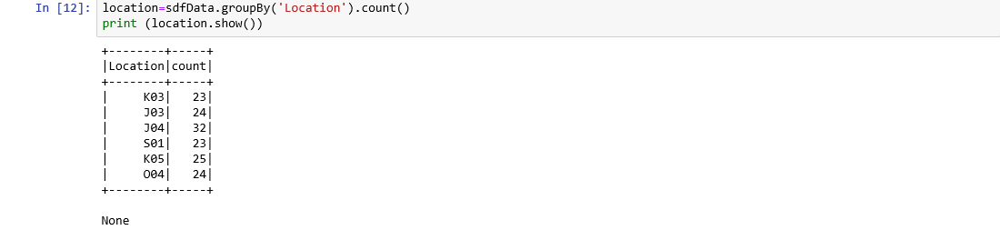 In [12]: location=sdfData.groupBy('Location').count()
print (location.show())
+--------+-----+
|Location|count|
+--------+-----+
|     K03|   23|
|     J03|   24|
|     J04|   32|
|     S01|   23|
|     K05|   25|
|     O04|   24|
+--------+-----+
None